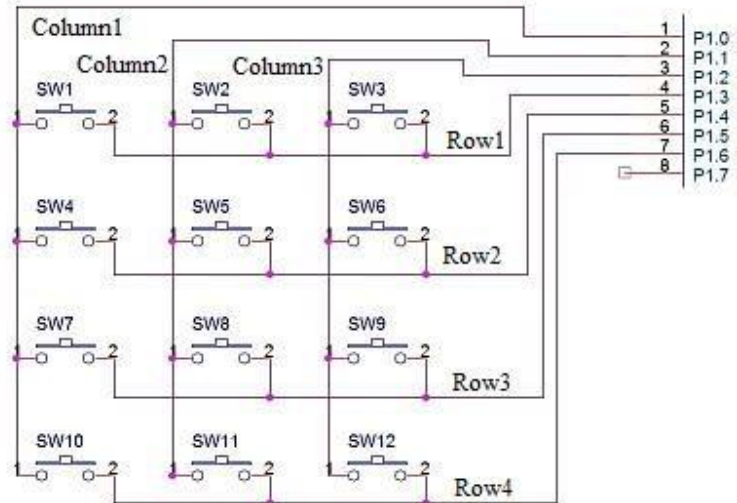 Column1
Column2
Column3
1 P1.0
2 P1.1
3 P1.2
4 P1.3
5 P1.4
6 P1.5
7 P1.6
8 P1.7
SW1 SW2 SW3
1 2 1 2 1 2
Row1
SW4 SW5 SW6
1 2 1 2 1 2
Row2
SW7 SW8 SW9
1 2 1 2 1 2
Row3
SW10 SW11 SW12
1 2 1 2 1 2
Row4